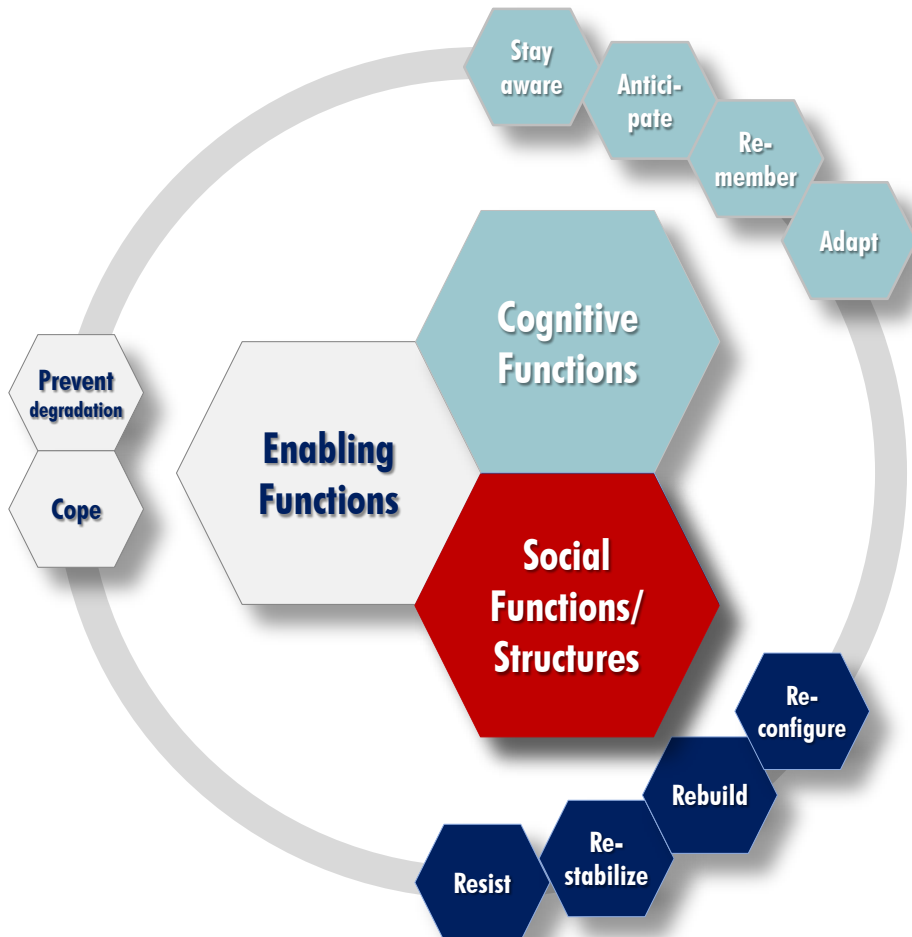 Stay
aware
Antici-
pate
Re-
member
Adapt
Cognitive
Functions
Prevent
degradation
Cope
Enabling
Functions
Social
Functions/
Structures
Re-
configure
Rebuild
Re-
stabilize
Resist